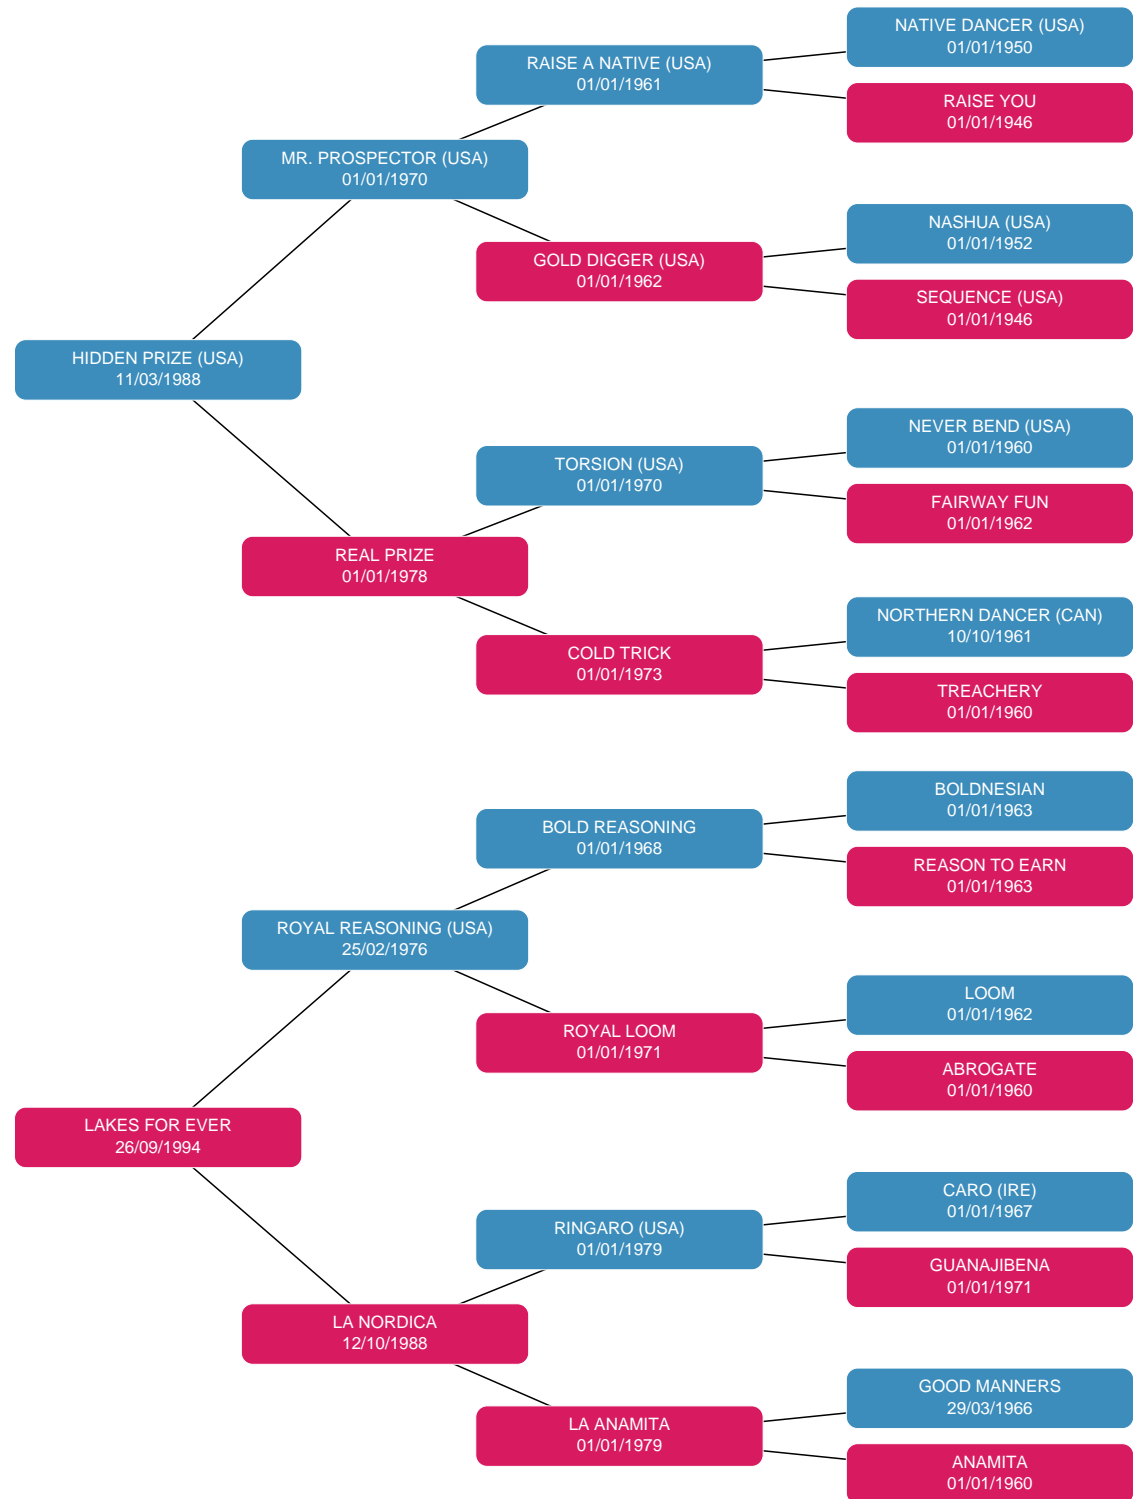 NATIVE DANCER (USA)
01/01/1950
RAISE A NATIVE (USA)
01/01/1961
RAISE YOU
01/01/1946
MR. PROSPECTOR (USA)
01/01/1970
NASHUA (USA)
01/01/1952
GOLD DIGGER (USA)
01/01/1962
SEQUENCE (USA)
01/01/1946
HIDDEN PRIZE (USA)
11/03/1988
NEVER BEND (USA)
01/01/1960
TORSION (USA)
01/01/1970
FAIRWAY FUN
01/01/1962
REAL PRIZE
01/01/1978
NORTHERN DANCER (CAN)
10/10/1961
COLD TRICK
01/01/1973
TREACHERY
01/01/1960
BOLDNESIAN
01/01/1963
BOLD REASONING
01/01/1968
REASON TO EARN
01/01/1963
ROYAL REASONING (USA)
25/02/1976
LOOM
01/01/1962
ROYAL LOOM
01/01/1971
ABROGATE
01/01/1960
LAKES FOR EVER
26/09/1994
CARO (IRE)
01/01/1967
RINGARO (USA)
01/01/1979
GUANAJIBENA
01/01/1971
LA NORDICA
12/10/1988
GOOD MANNERS
29/03/1966
LA ANAMITA
01/01/1979
ANAMITA
01/01/1960